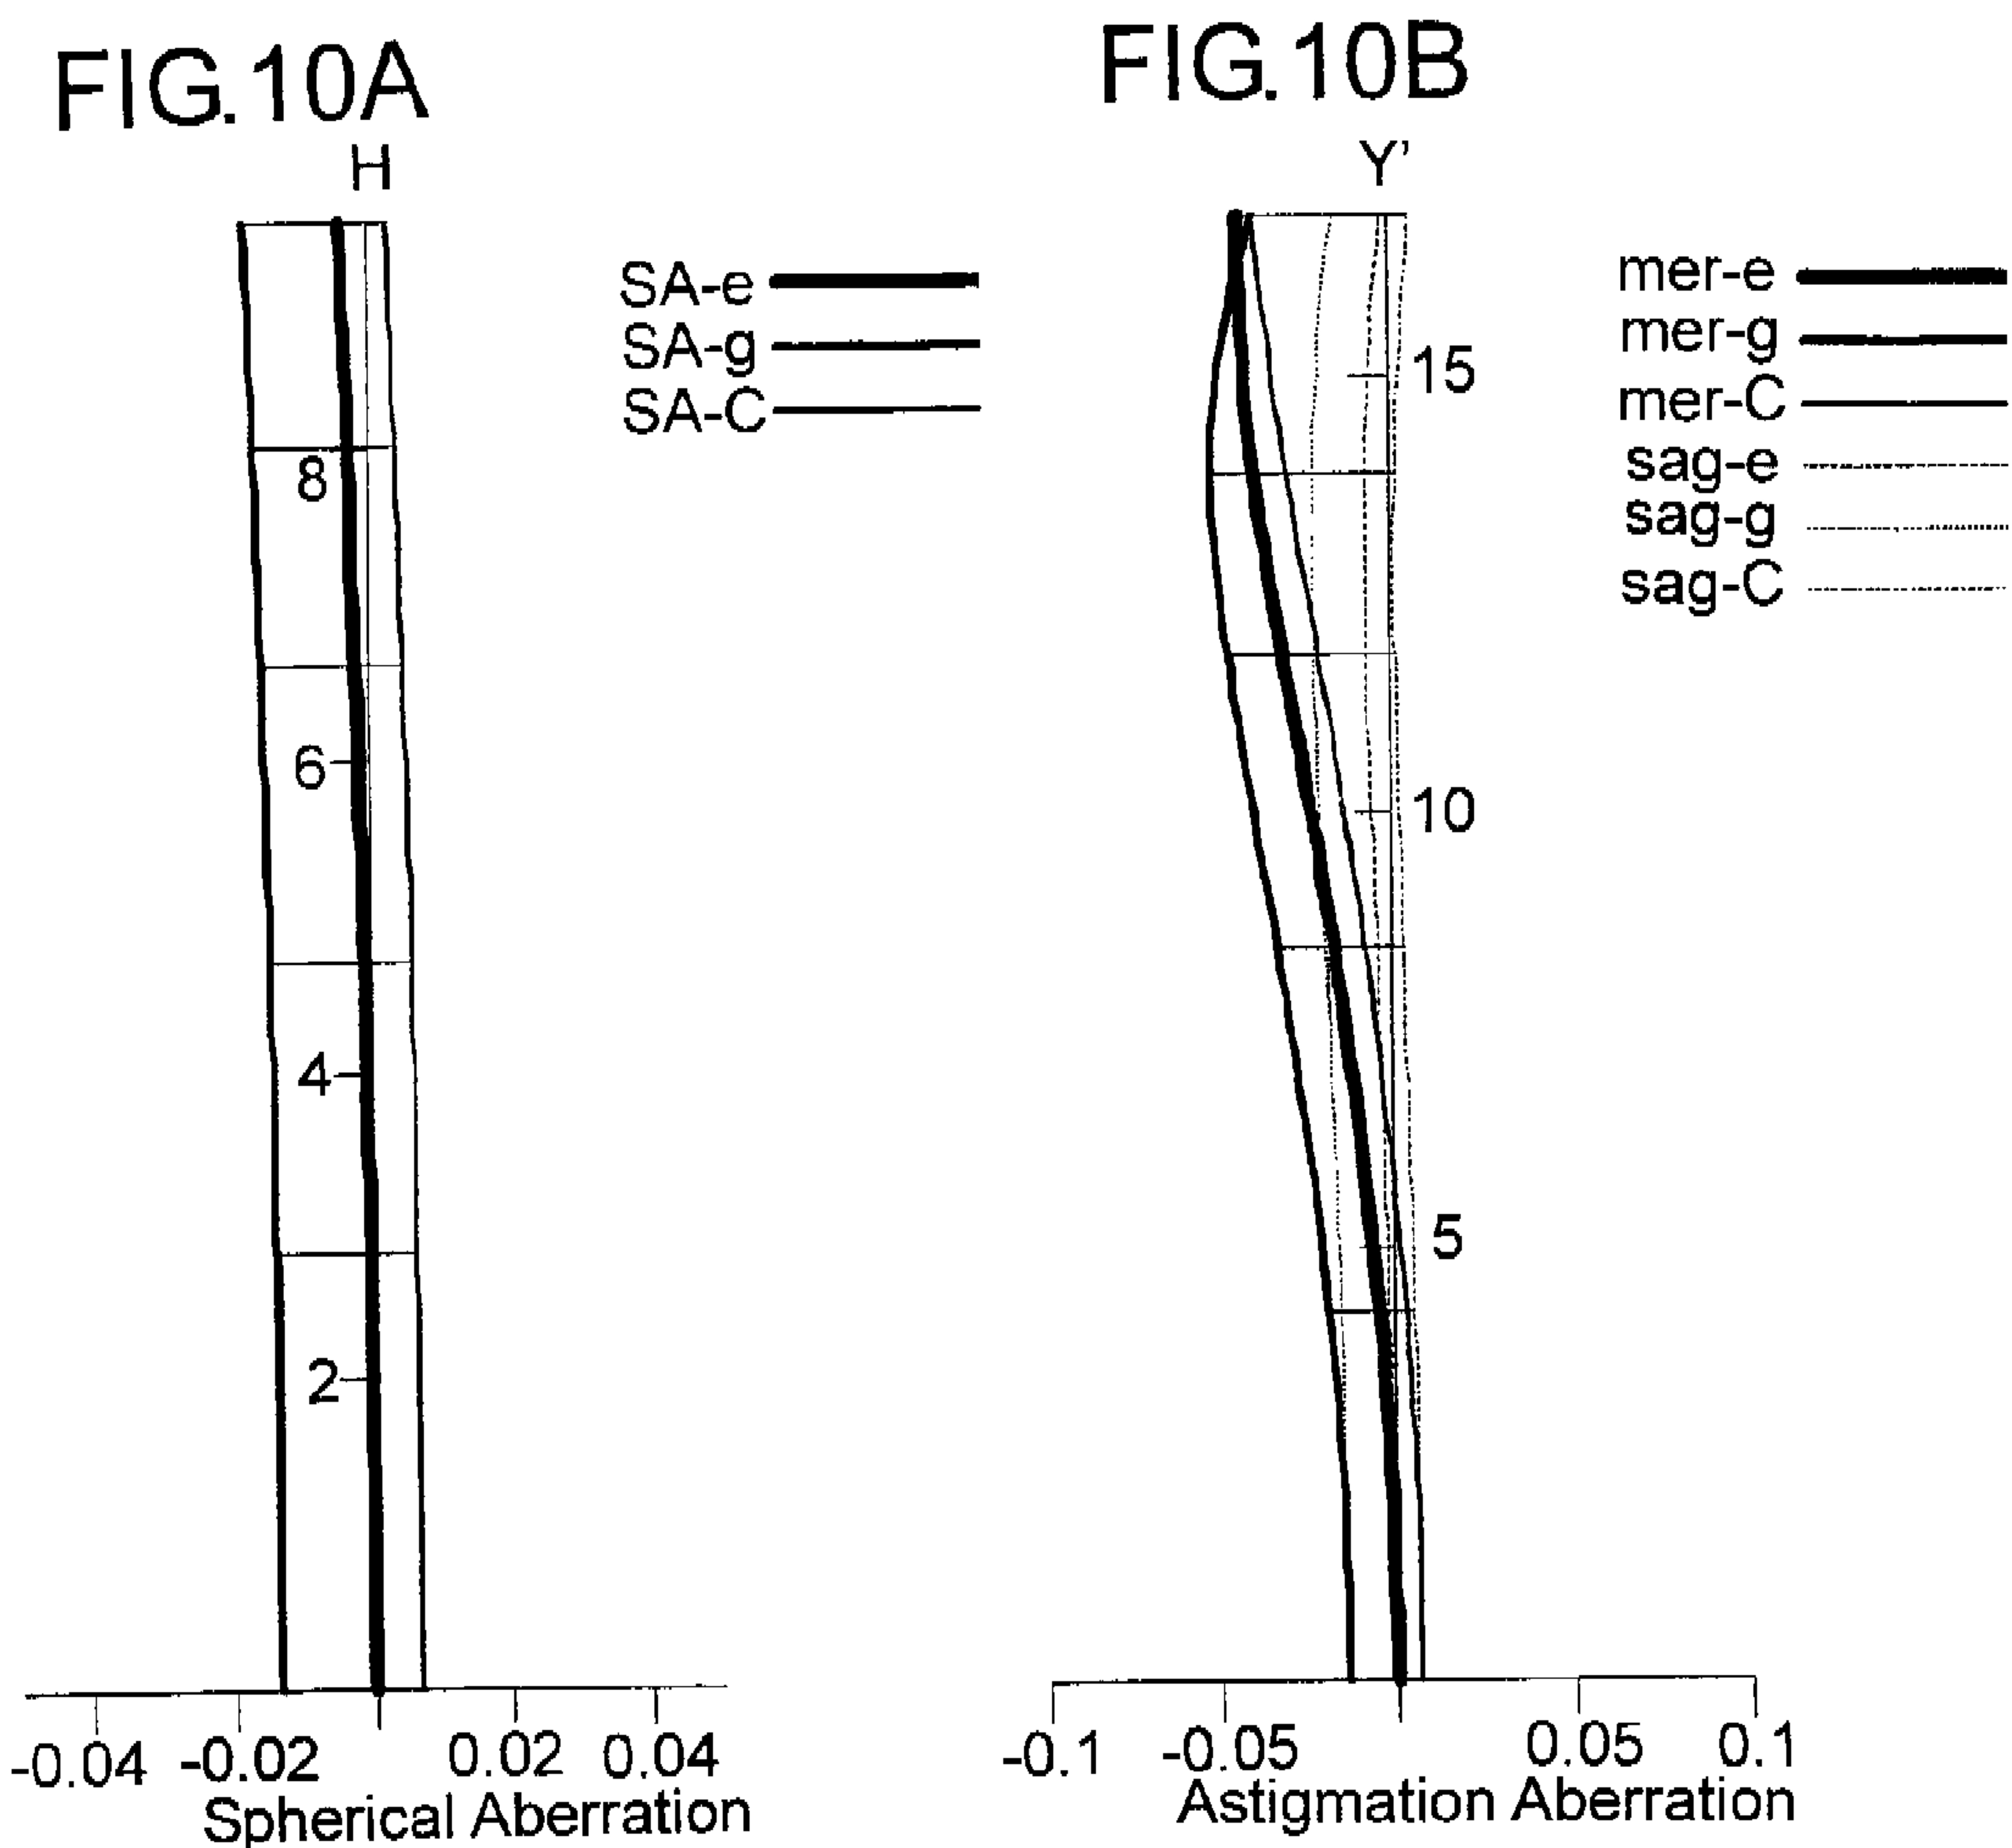 FIG.10A
H
SA-e
SA-g
SA-C
8
6
4
2
-0.04 -0.02 0.02 0.04
Spherical Aberration
FIG.10B
Y'
mer-e
mer-g
mer-C
sag-e
sag-g
sag-C
15
10
5
-0.1 -0.05 0.05 0.1
Astigmation Aberration